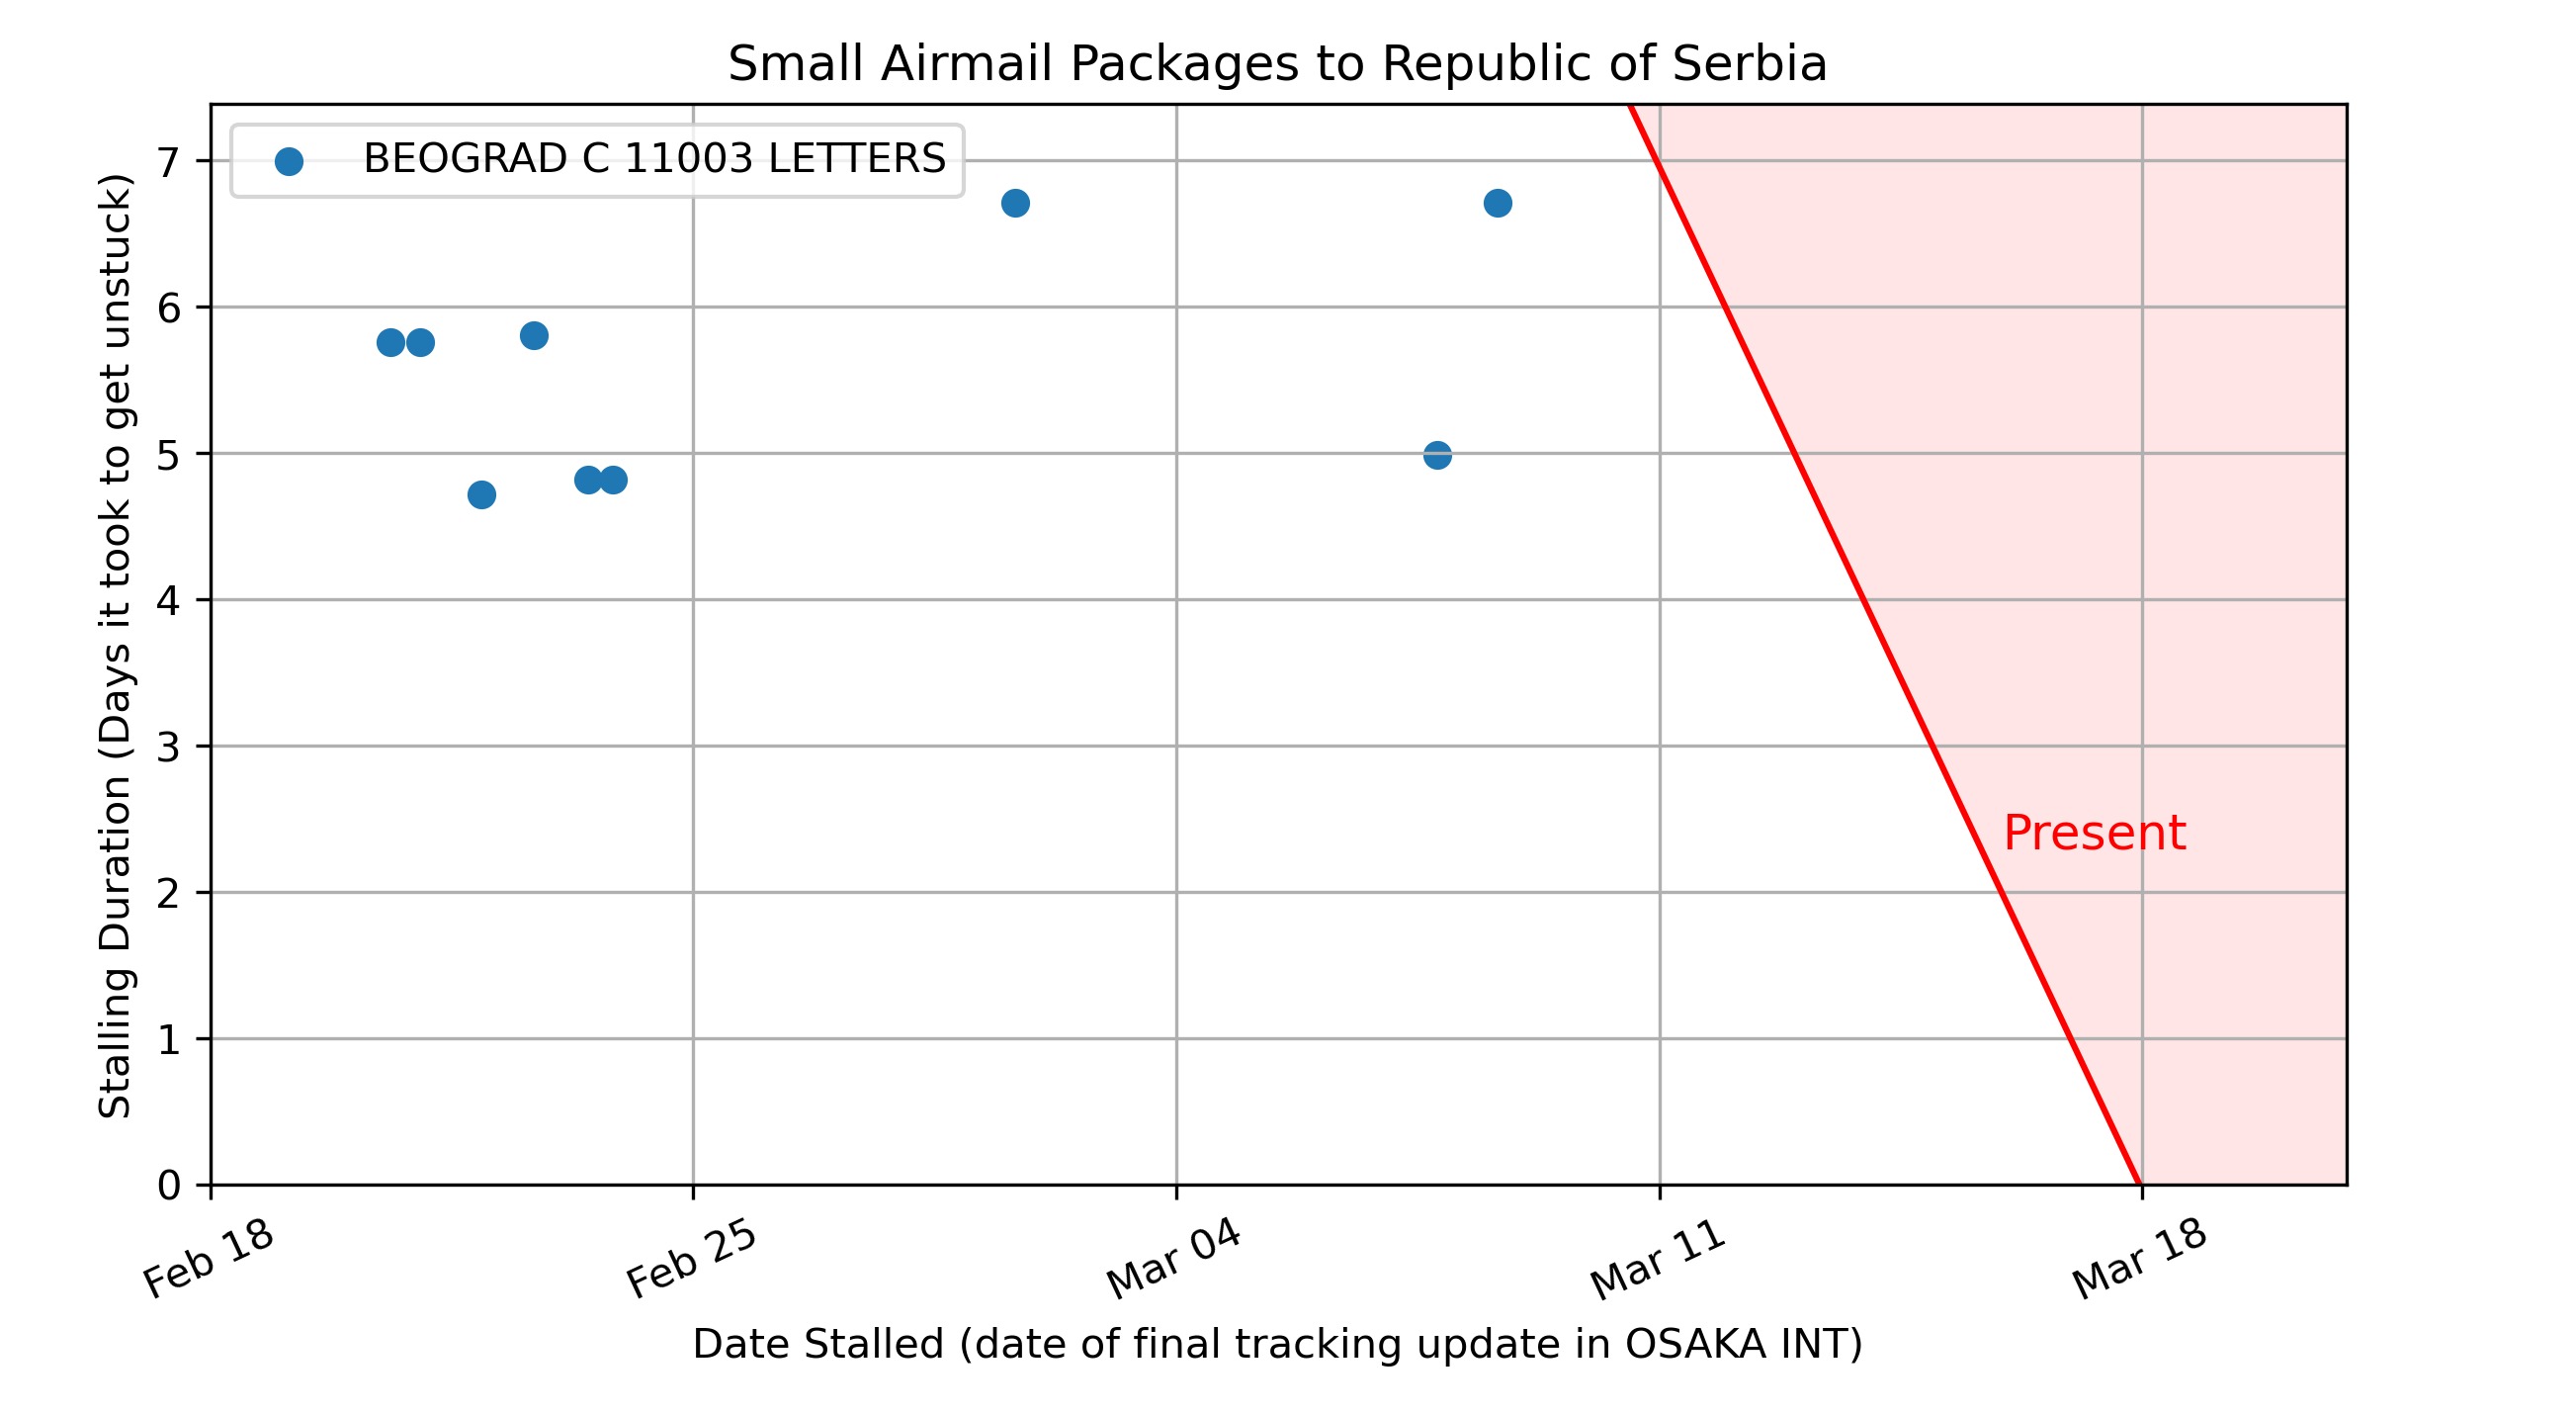 Small Airmail Packages to Republic of Serbia
BEOGRAD C 11003 LETTERS
Stalling Duration (Days it took to get unstuck)
7
6
5
4
3
2
1
0
Present
Feb 18
Feb 25
Mar 04
Mar 11
Mar 18
Date Stalled (date of final tracking update in OSAKA INT)